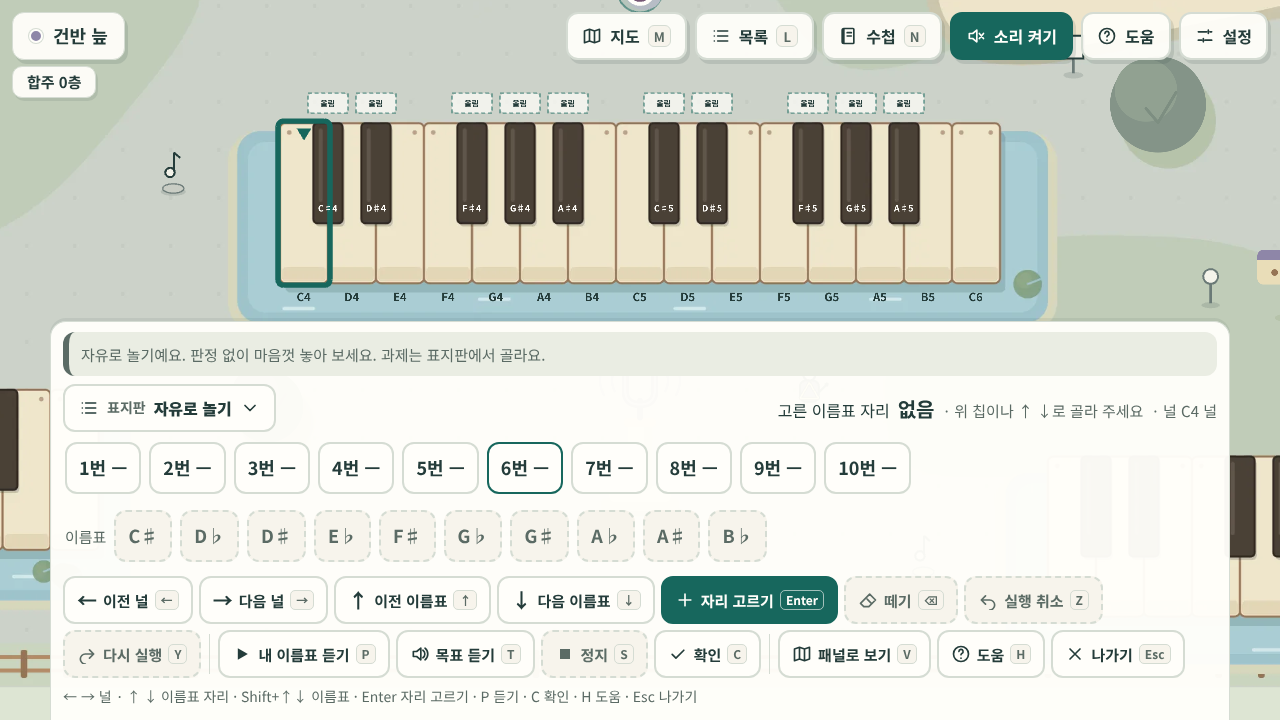 건반 늪
지도 M
목록 L
수첩 N
소리 켜기
도움
설정
합주 0층
올림 올림 올림 올림 올림 올림 올림 올림 올림 올림
C♯4 D♯4 F♯4 G♯4 A♯4 C♯5 D♯5 F♯5 G♯5 A♯5
C4 D4 E4 F4 G4 A4 B4 C5 D5 E5 F5 G5 A5 B5 C6
자유로 놀기예요. 판정 없이 마음껏 놓아 보세요. 과제는 표지판에서 골라요.
표지판 자유로 놀기
고른 이름표 자리 없음 · 위 칩이나 ↑ ↓로 골라 주세요 · 널 C4 널
1번 — 2번 — 3번 — 4번 — 5번 — 6번 — 7번 — 8번 — 9번 — 10번 —
이름표 C♯ D♭ D♯ E♭ F♯ G♭ G♯ A♭ A♯ B♭
← 이전 널 ← → 다음 널 → ↑ 이전 이름표 ↑ ↓ 다음 이름표 ↓ + 자리 고르기 Enter 떼기 ⌫ 실행 취소 Z
다시 실행 Y 내 이름표 듣기 P 목표 듣기 T 정지 S 확인 C 패널로 보기 V 도움 H 나가기 Esc
← → 널 · ↑ ↓ 이름표 자리 · Shift+↑ ↓ 이름표 · Enter 자리 고르기 · P 듣기 · C 확인 · H 도움 · Esc 나가기